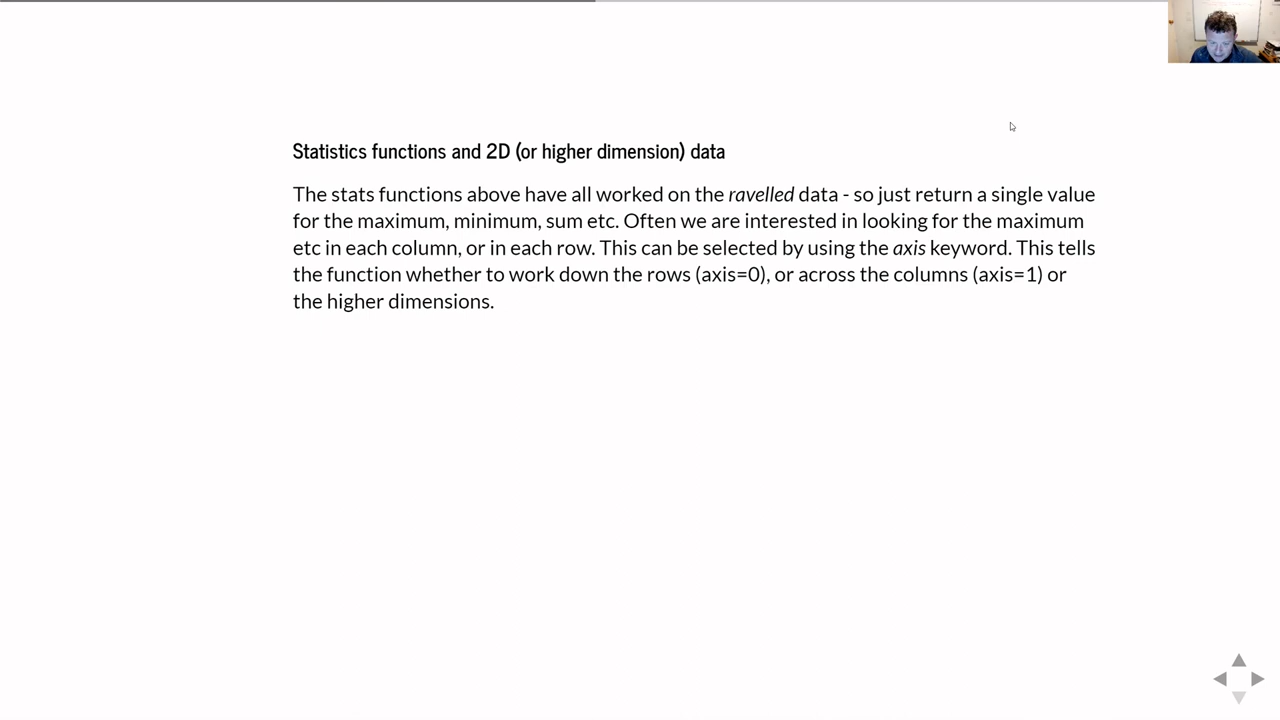 Statistics functions and 2D (or higher dimension) data
The stats functions above have all worked on the ravelled data - so just return a single value
for the maximum, minimum, sum etc. Often we are interested in looking for the maximum
etc in each column, or in each row. This can be selected by using the axis keyword. This tells
the function whether to work down the rows (axis=0), or across the columns (axis=1) or
the higher dimensions.